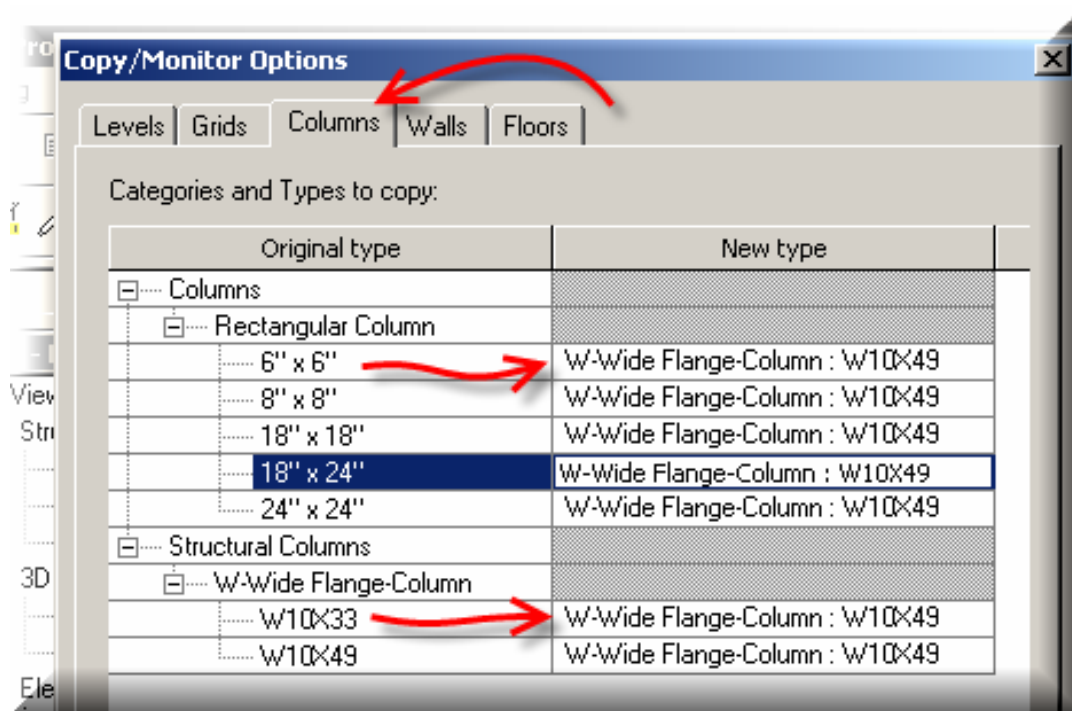 Copy/Monitor Options
Levels Grids Columns Walls Floors
Categories and Types to copy:
Original type New type
Columns
Rectangular Column
6" x 6" W-Wide Flange-Column : W10X49
8" x 8" W-Wide Flange-Column : W10X49
18" x 18" W-Wide Flange-Column : W10X49
18" x 24" W-Wide Flange-Column : W10X49
24" x 24" W-Wide Flange-Column : W10X49
Structural Columns
W-Wide Flange-Column
W10X33 W-Wide Flange-Column : W10X49
W10X49 W-Wide Flange-Column : W10X49
3D